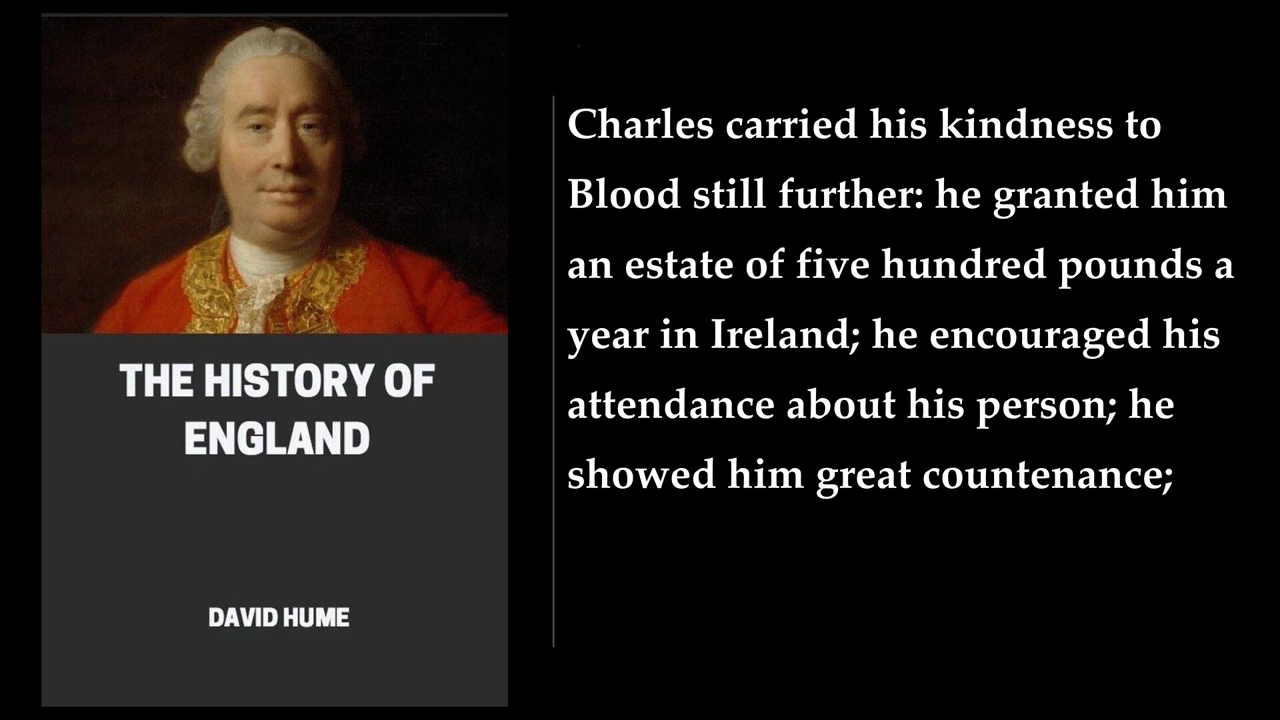 THE HISTORY OF
ENGLAND
DAVID HUME
Charles carried his kindness to
Blood still further: he granted him
an estate of five hundred pounds a
year in Ireland; he encouraged his
attendance about his person; he
showed him great countenance;